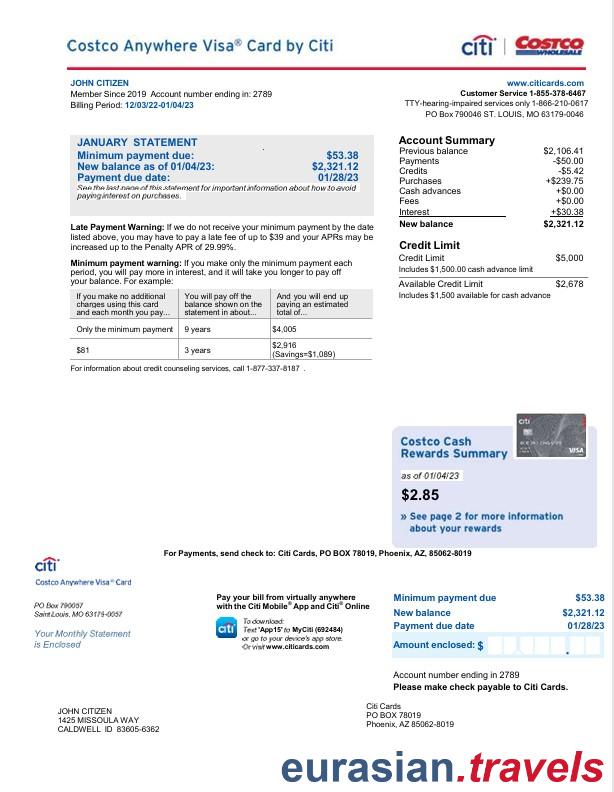 Costco Anywhere Visa® Card by Citi
citi
COSTCO
WHOLESALE
JOHN CITIZEN
Member Since 2019 Account number ending in: 2789
Billing Period: 12/03/22-01/04/23
www.citicards.com
Customer Service 1-855-378-6467
TTY-hearing-impaired services only 1-866-210-0617
PO Box 790046 ST. LOUIS, MO 63179-0046
JANUARY STATEMENT
Minimum payment due: $53.38
New balance as of 01/04/23: $2,321.12
Payment due date: 01/28/23
See the last page of this statement for important information about how to avoid
paying interest on purchases.
Late Payment Warning: If we do not receive your minimum payment by the date
listed above, you may have to pay a late fee of up to $39 and your APRs may be
increased up to the Penalty APR of 29.99%.
Minimum payment warning: If you make only the minimum payment each
period, you will pay more in interest, and it will take you longer to pay off
your balance. For example:
If you make no additional
charges using this card
and each month you pay...
You will pay off the
balance shown on the
statement in about...
And you will end up
paying an estimated
total of...
Only the minimum payment 9 years $4,005
$81 3 years $2,916
(Savings=$1,089)
For information about credit counseling services, call 1-877-337-8187 .
Account Summary
Previous balance $2,106.41
Payments -$50.00
Credits -$5.42
Purchases +$239.75
Cash advances +$0.00
Fees +$0.00
Interest +$30.38
New balance $2,321.12
Credit Limit
Credit Limit $5,000
Includes $1,500.00 cash advance limit
Available Credit Limit $2,678
Includes $1,500 available for cash advance
Costco Cash
Rewards Summary
citi
VISA
as of 01/04/23
$2.85
» See page 2 for more information
about your rewards
For Payments, send check to: Citi Cards, PO BOX 78019, Phoenix, AZ, 85062-8019
citi
Costco Anywhere Visa® Card
PO Box 790057
Saint Louis, MO 63179-0057
Your Monthly Statement
is Enclosed
Pay your bill from virtually anywhere
with the Citi Mobile® App and Citi® Online
citi
To download:
Text 'App15' to MyCiti (692484)
or go to your device's app store.
Or visit www.citicards.com
Minimum payment due $53.38
New balance $2,321.12
Payment due date 01/28/23
Amount enclosed: $ .
Account number ending in 2789
Please make check payable to Citi Cards.
JOHN CITIZEN
1425 MISSOULA WAY
CALDWELL ID 83605-6362
Citi Cards
PO BOX 78019
Phoenix, AZ 85062-8019
eurasian.travels